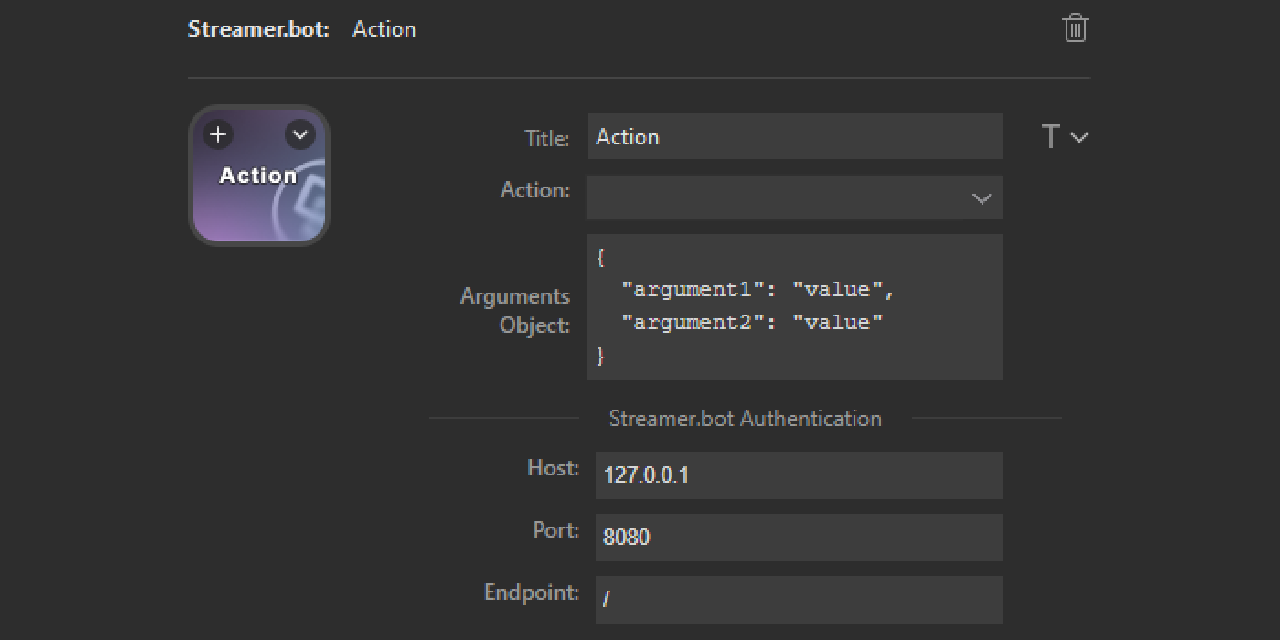 Streamer.bot: Action
Action
Title: Action
T
Action:
Arguments Object:
{
"argument1": "value",
"argument2": "value"
}
Streamer.bot Authentication
Host: 127.0.0.1
Port: 8080
Endpoint: /